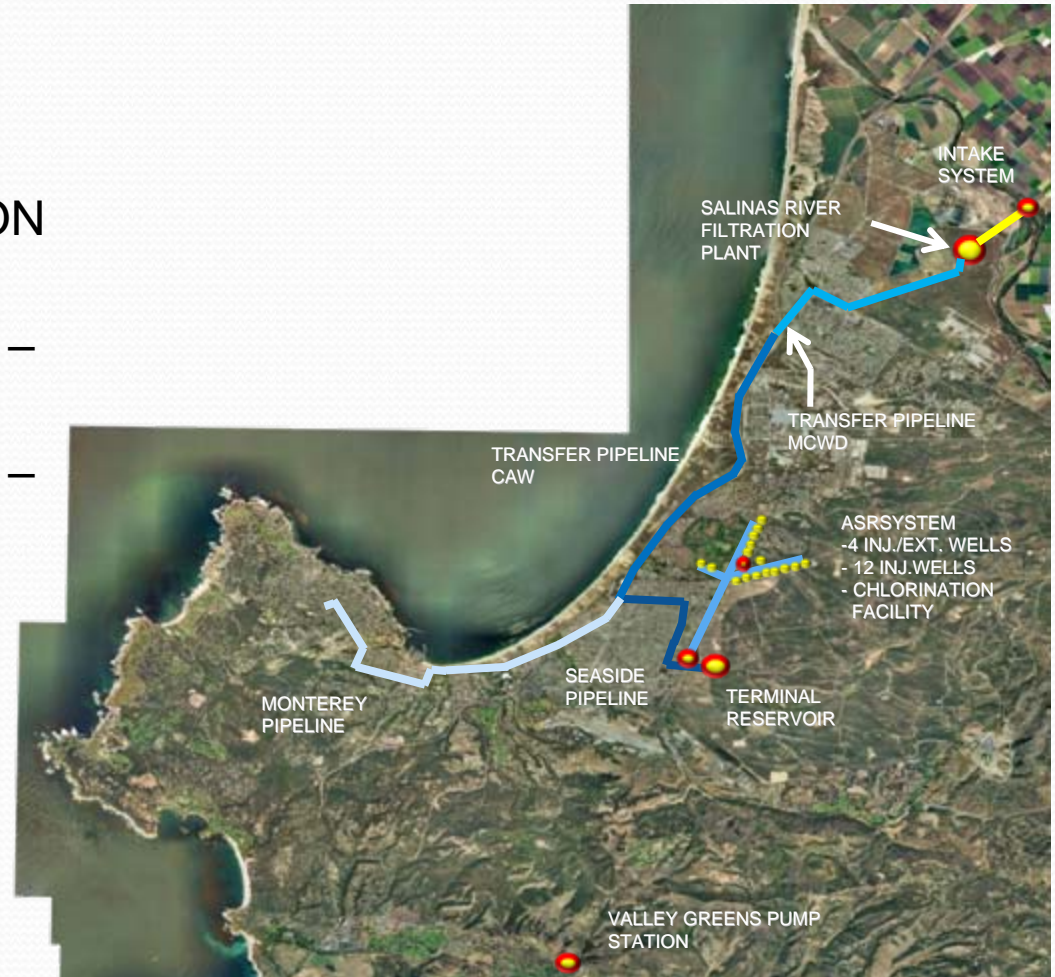 ON
–
–
INTAKE
SYSTEM
SALINAS RIVER
FILTRATION
PLANT
TRANSFER PIPELINE
MCWD
TRANSFER PIPELINE
CAW
ASRSYSTEM
-4 INJ./EXT. WELLS
- 12 INJ.WELLS
- CHLORINATION
FACILITY
SEASIDE
PIPELINE
MONTEREY
PIPELINE
TERMINAL
RESERVOIR
VALLEY GREENS PUMP
STATION